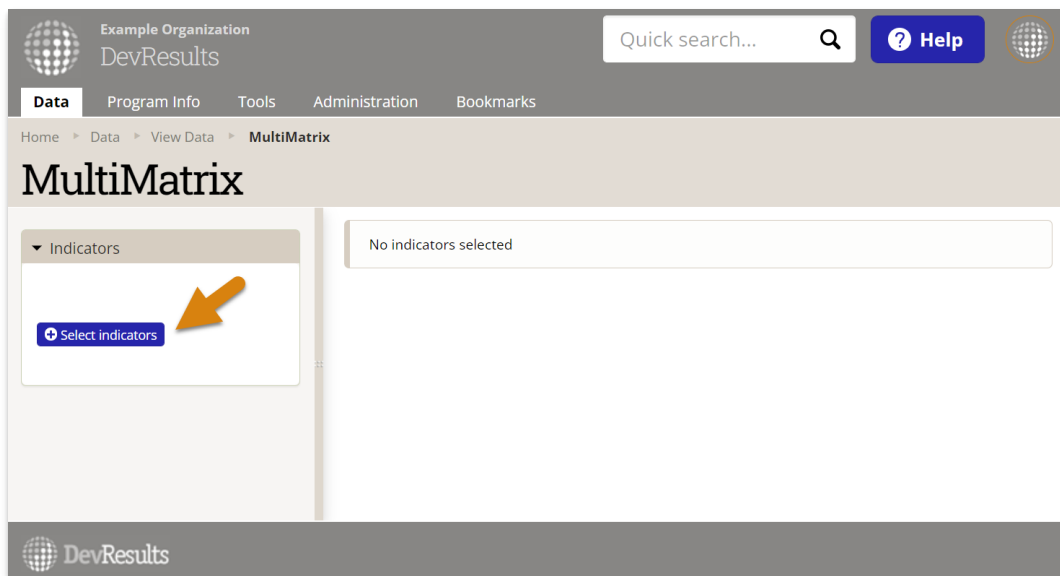 Example Organization
DevResults
Quick search...
? Help
Data Program Info Tools Administration Bookmarks
Home Data View Data MultiMatrix
MultiMatrix
Indicators
No indicators selected
Select indicators
DevResults